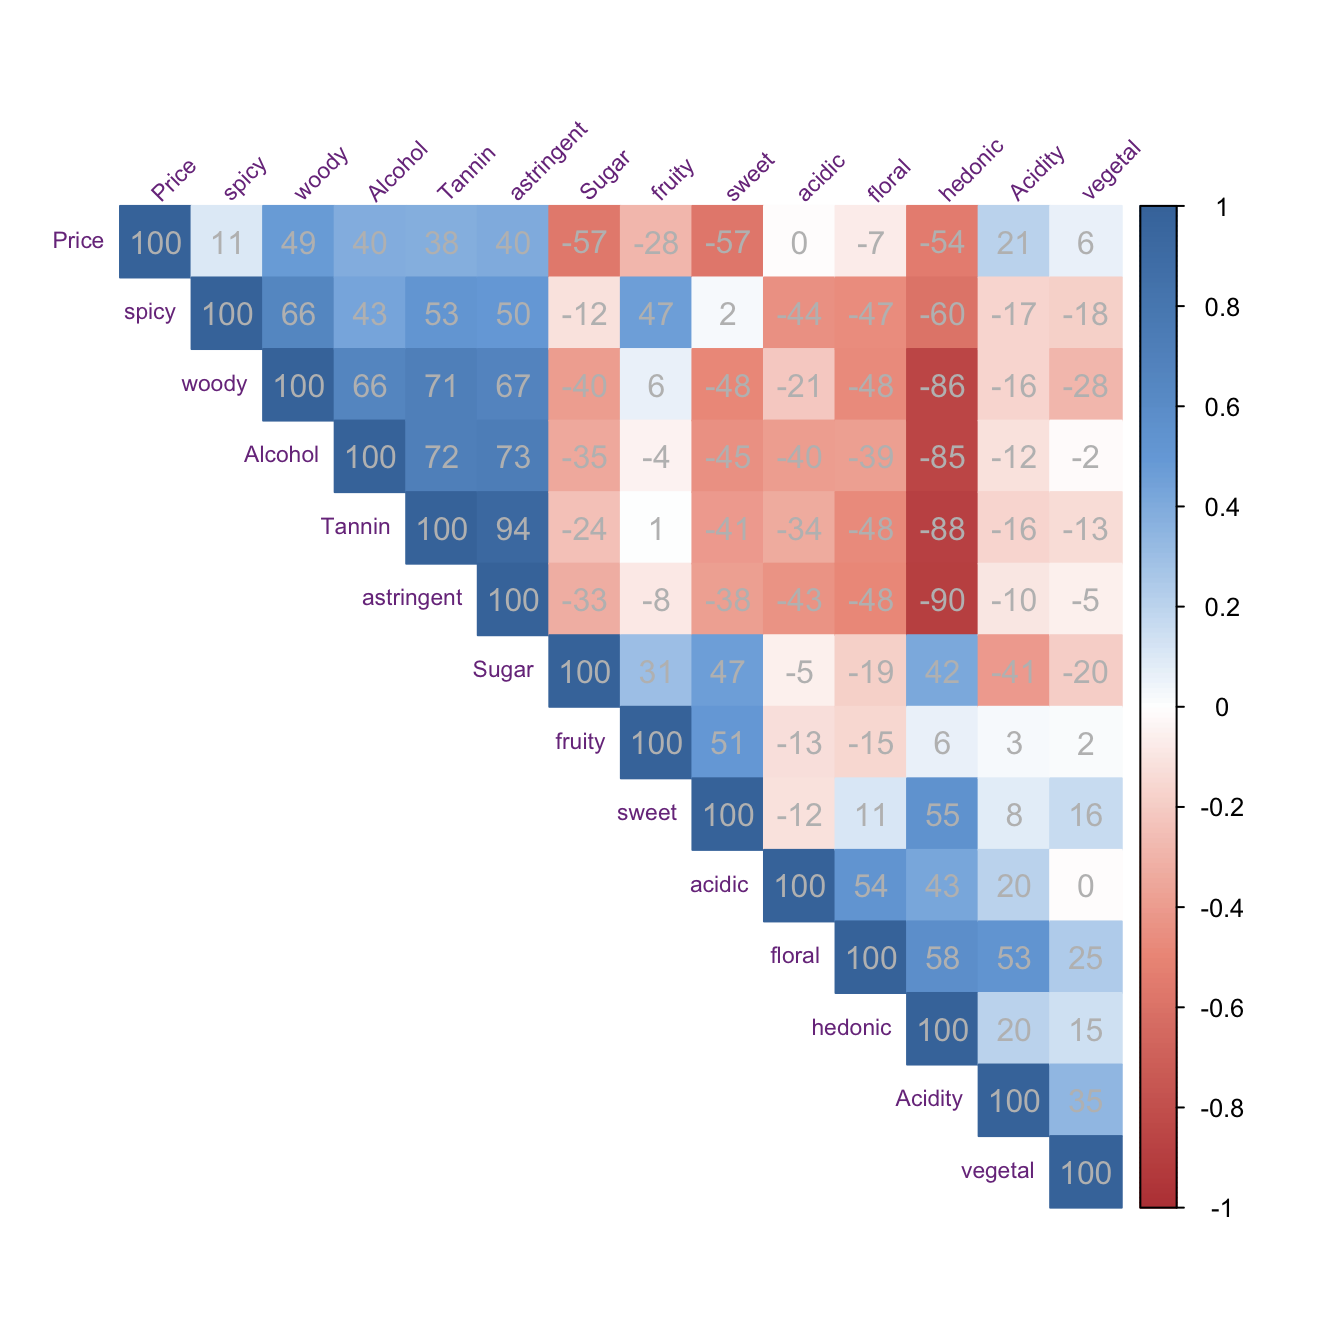 Price spicy woody Alcohol Tannin astringent Sugar fruity sweet acidic floral hedonic Acidity vegetal
Price 100 11 49 40 38 40 -57 -28 -57 0 -7 -54 21 6
spicy 100 66 43 53 50 -12 47 2 -44 -47 -60 -17 -18
woody 100 66 71 67 -40 6 -48 -21 -48 -86 -16 -28
Alcohol 100 72 73 -35 -4 -45 -40 -39 -85 -12 -2
Tannin 100 94 -24 1 -41 -34 -48 -88 -16 -13
astringent 100 -33 -8 -38 -43 -48 -90 -10 -5
Sugar 100 31 47 -5 -19 42 -41 -20
fruity 100 51 -13 -15 6 3 2
sweet 100 -12 11 55 8 16
acidic 100 54 43 20 0
floral 100 58 53 25
hedonic 100 20 15
Acidity 100 35
vegetal 100
1
0.8
0.6
0.4
0.2
0
-0.2
-0.4
-0.6
-0.8
-1